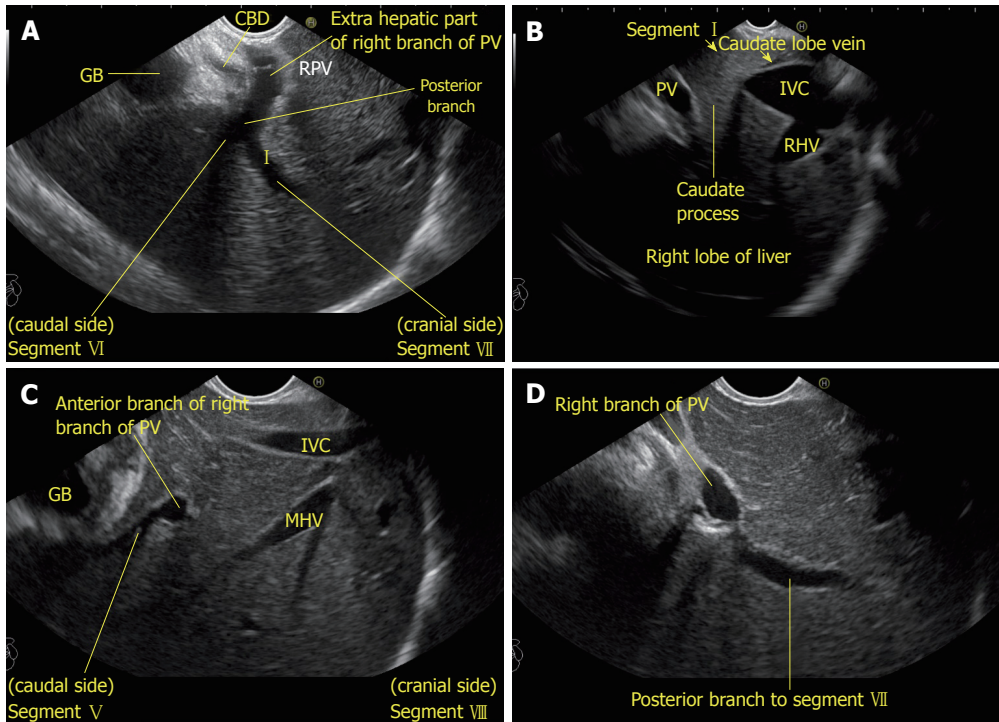 A
CBD
Extra hepatic part
of right branch of PV
RPV
GB
Posterior
branch
I
(caudal side)
Segment Ⅵ
(cranial side)
Segment Ⅶ
H
B
Segment Ⅰ
Caudate lobe vein
PV
IVC
RHV
Caudate
process
Right lobe of liver
H
C
Anterior branch of right
branch of PV
IVC
GB
MHV
(caudal side)
Segment Ⅴ
(cranial side)
Segment Ⅷ
H
D
Right branch of PV
Posterior branch to segment Ⅶ
H